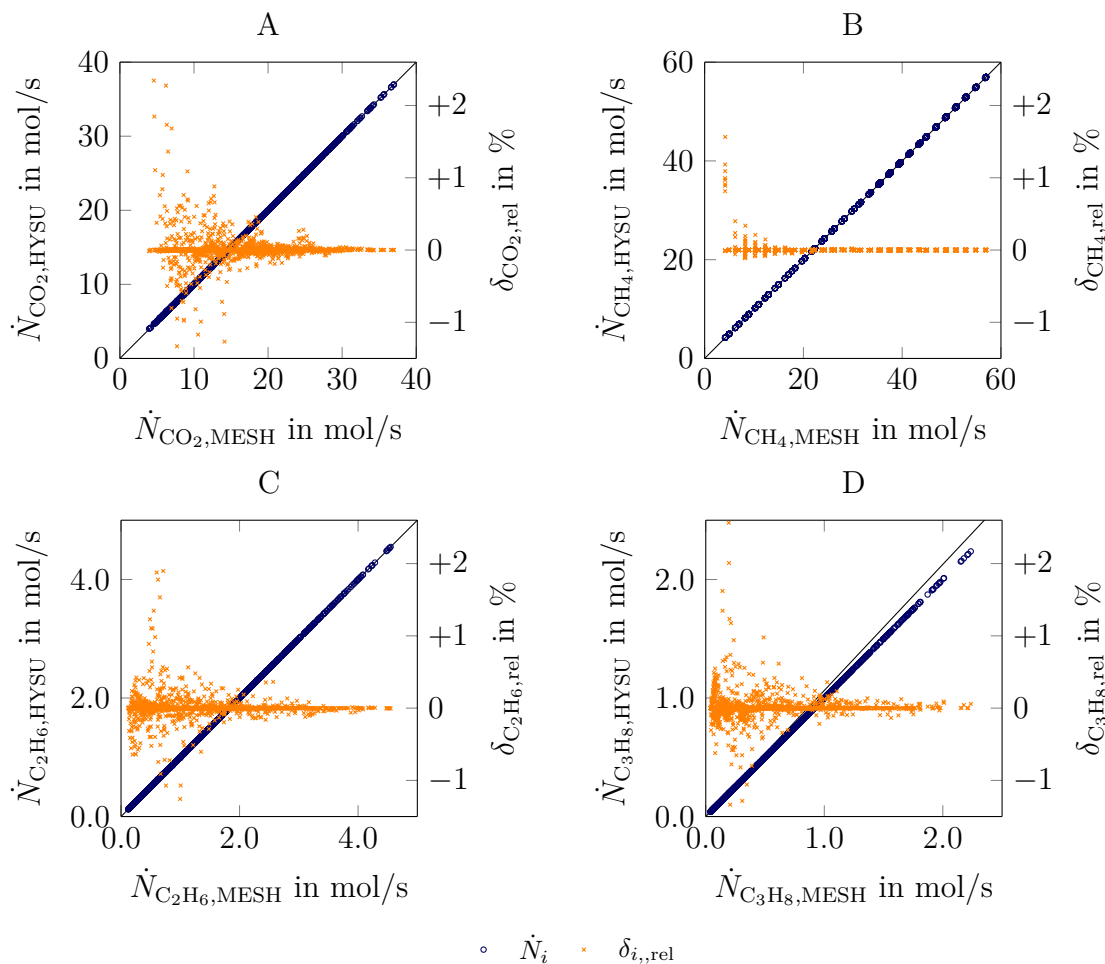 A
B
40
30
20
10
0
+2
+1
0
−1
0
10
20
30
40
Ṅ_CO₂,HYSU in mol/s
δ_CO₂,rel in %
Ṅ_CO₂,MESH in mol/s
60
40
20
0
+2
+1
0
−1
0
20
40
60
Ṅ_CH₄,HYSU in mol/s
δ_CH₄,rel in %
Ṅ_CH₄,MESH in mol/s
C
D
4.0
2.0
0.0
+2
+1
0
−1
0.0
2.0
4.0
Ṅ_C₂H₆,HYSU in mol/s
δ_C₂H₆,rel in %
Ṅ_C₂H₆,MESH in mol/s
2.0
1.0
0.0
+2
+1
0
−1
0.0
1.0
2.0
Ṅ_C₃H₈,HYSU in mol/s
δ_C₃H₈,rel in %
Ṅ_C₃H₈,MESH in mol/s
Ṅ_i δ_i,,rel